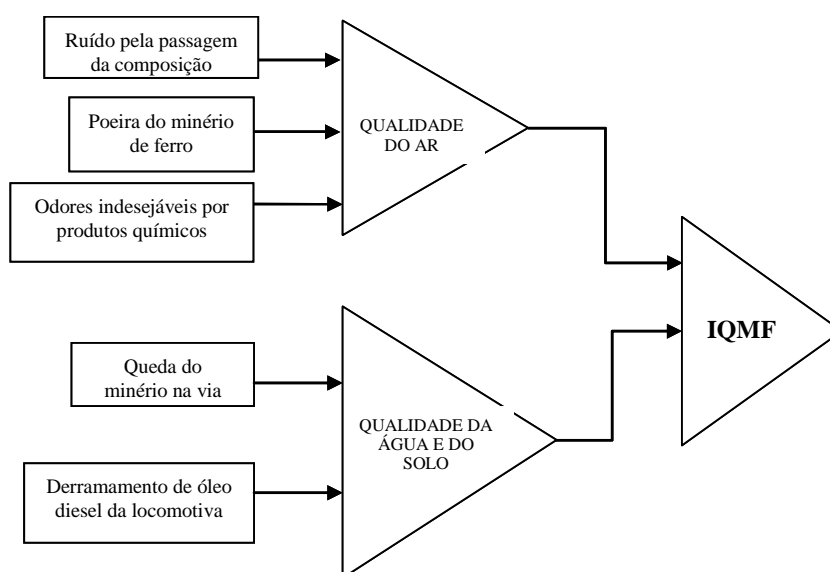 Ruído pela passagem
da composição
Poeira do minério
de ferro
Odores indesejáveis por
produtos químicos
QUALIDADE
DO AR
Queda do
minério na via
Derramamento de óleo
diesel da locomotiva
QUALIDADE DA
ÁGUA E DO
SOLO
IQMF